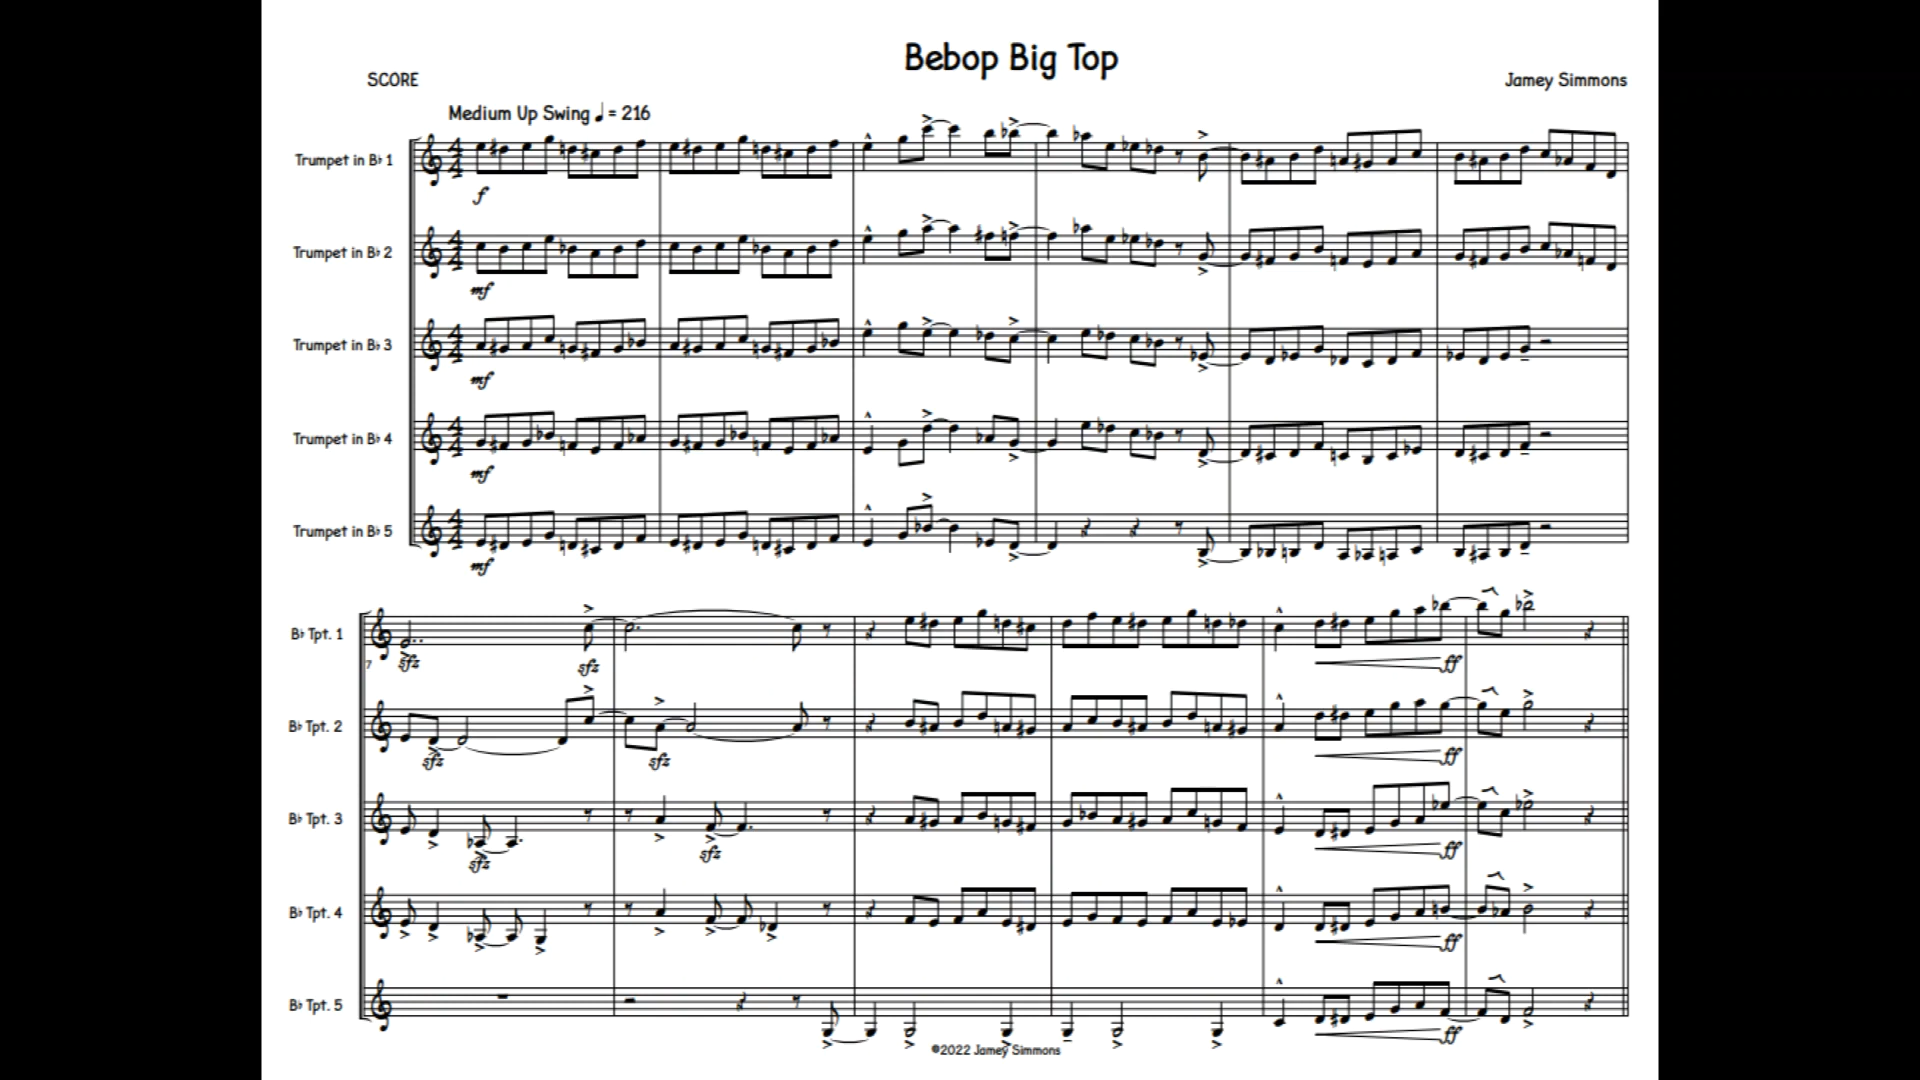 Bebop Big Top
SCORE
Jamey Simmons
Medium Up Swing ♩ = 216
Trumpet in B♭ 1
f
Trumpet in B♭ 2
mf
Trumpet in B♭ 3
mf
Trumpet in B♭ 4
mf
Trumpet in B♭ 5
mf
B♭ Tpt. 1
7
sfz
sfz
ff
B♭ Tpt. 2
sfz
sfz
ff
B♭ Tpt. 3
sfz
sfz
ff
B♭ Tpt. 4
ff
B♭ Tpt. 5
ff
©2022 Jamey Simmons